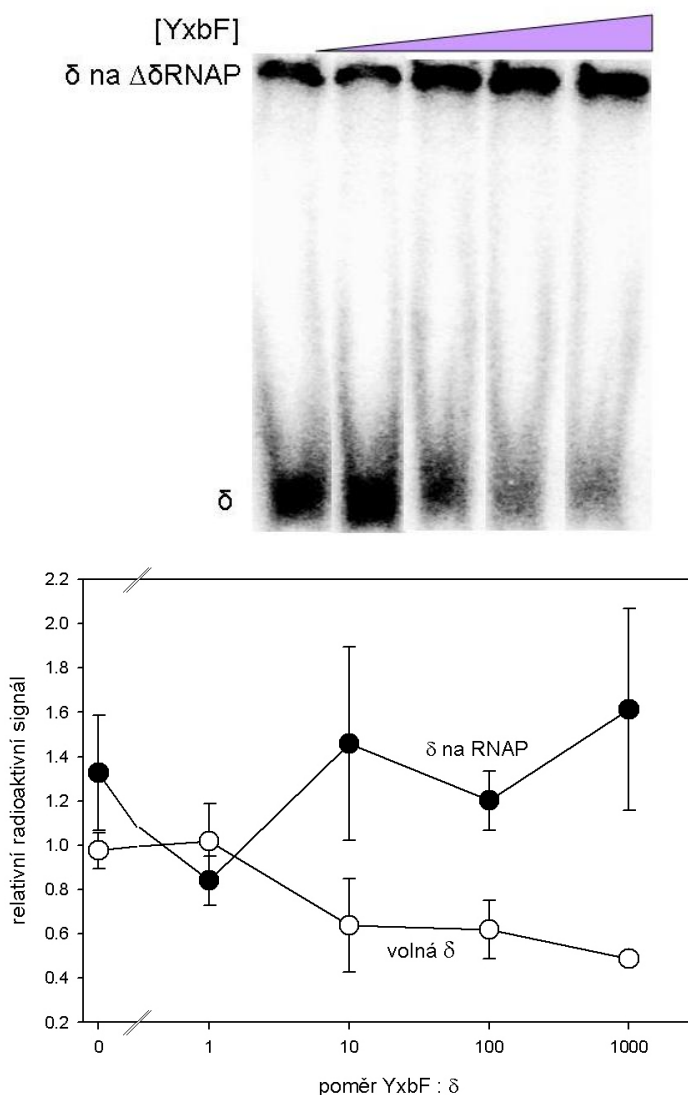 [YxbF]
δ na ΔδRNAP
δ
2.2
2.0
1.8
1.6
1.4
1.2
1.0
0.8
0.6
0.4
0.2
relativní radioaktivní signál
δ na RNAP
volná δ
0 1 10 100 1000
poměr YxbF : δ